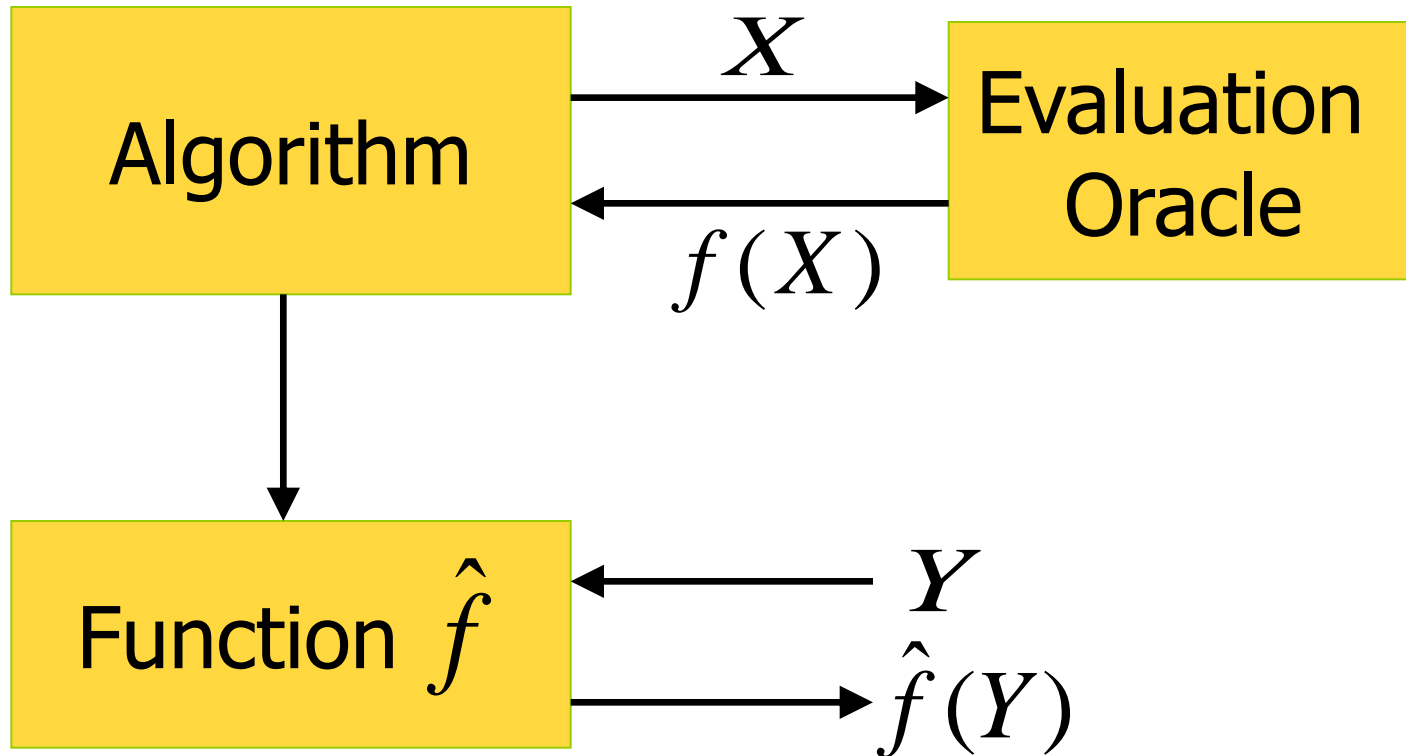 Algorithm
X
f(X)
Evaluation
Oracle
Function f̂
Y
f̂(Y)